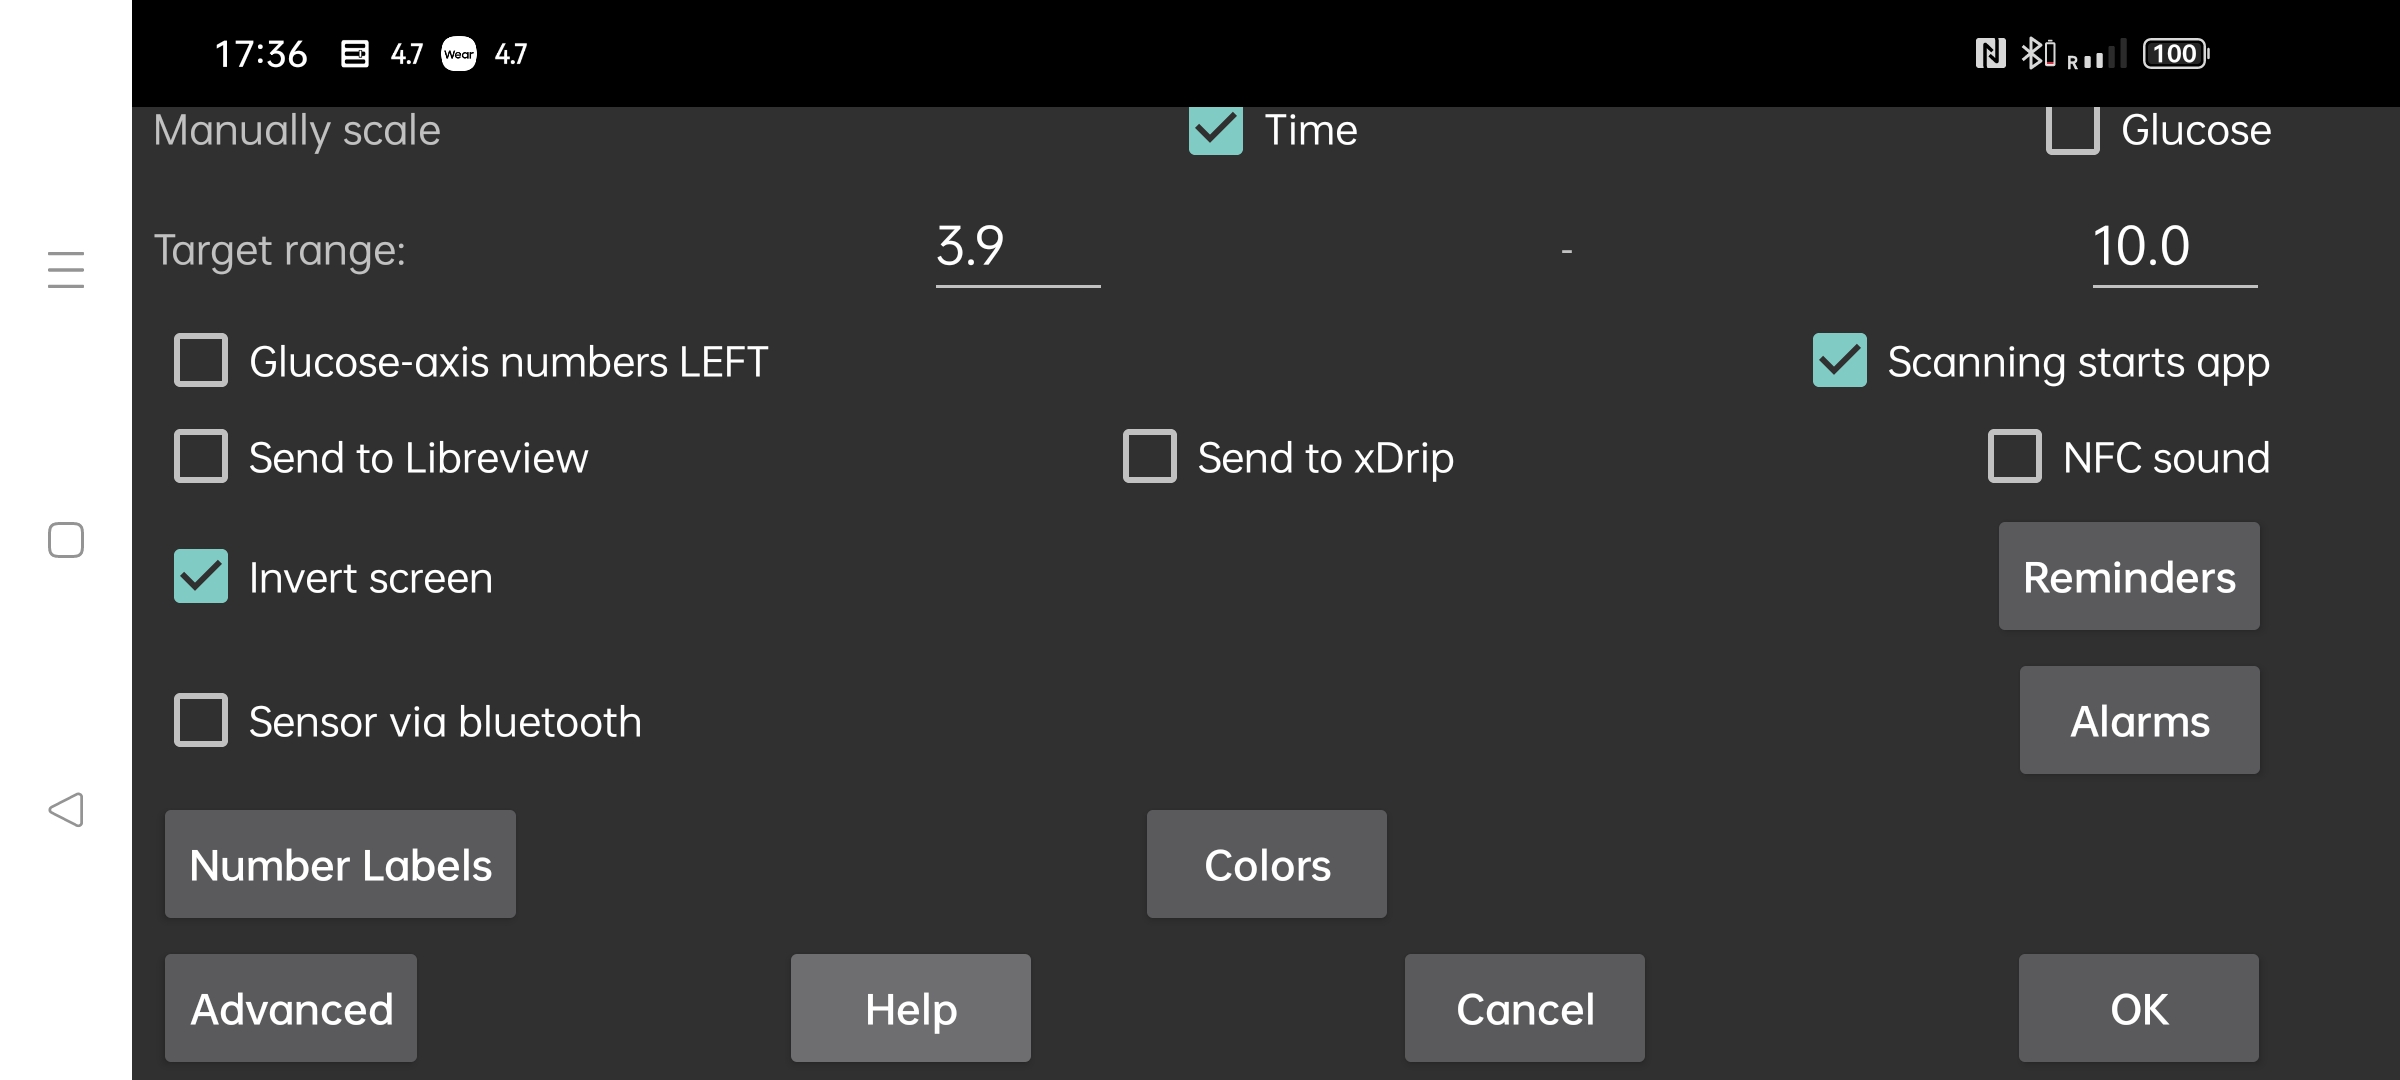 17:36 4.7 Wear 4.7 R 100
Manually scale Time Glucose
Target range: 3.9 - 10.0
Glucose-axis numbers LEFT Scanning starts app
Send to Libreview Send to xDrip NFC sound
Invert screen Reminders
Sensor via bluetooth Alarms
Number Labels Colors
Advanced Help Cancel OK